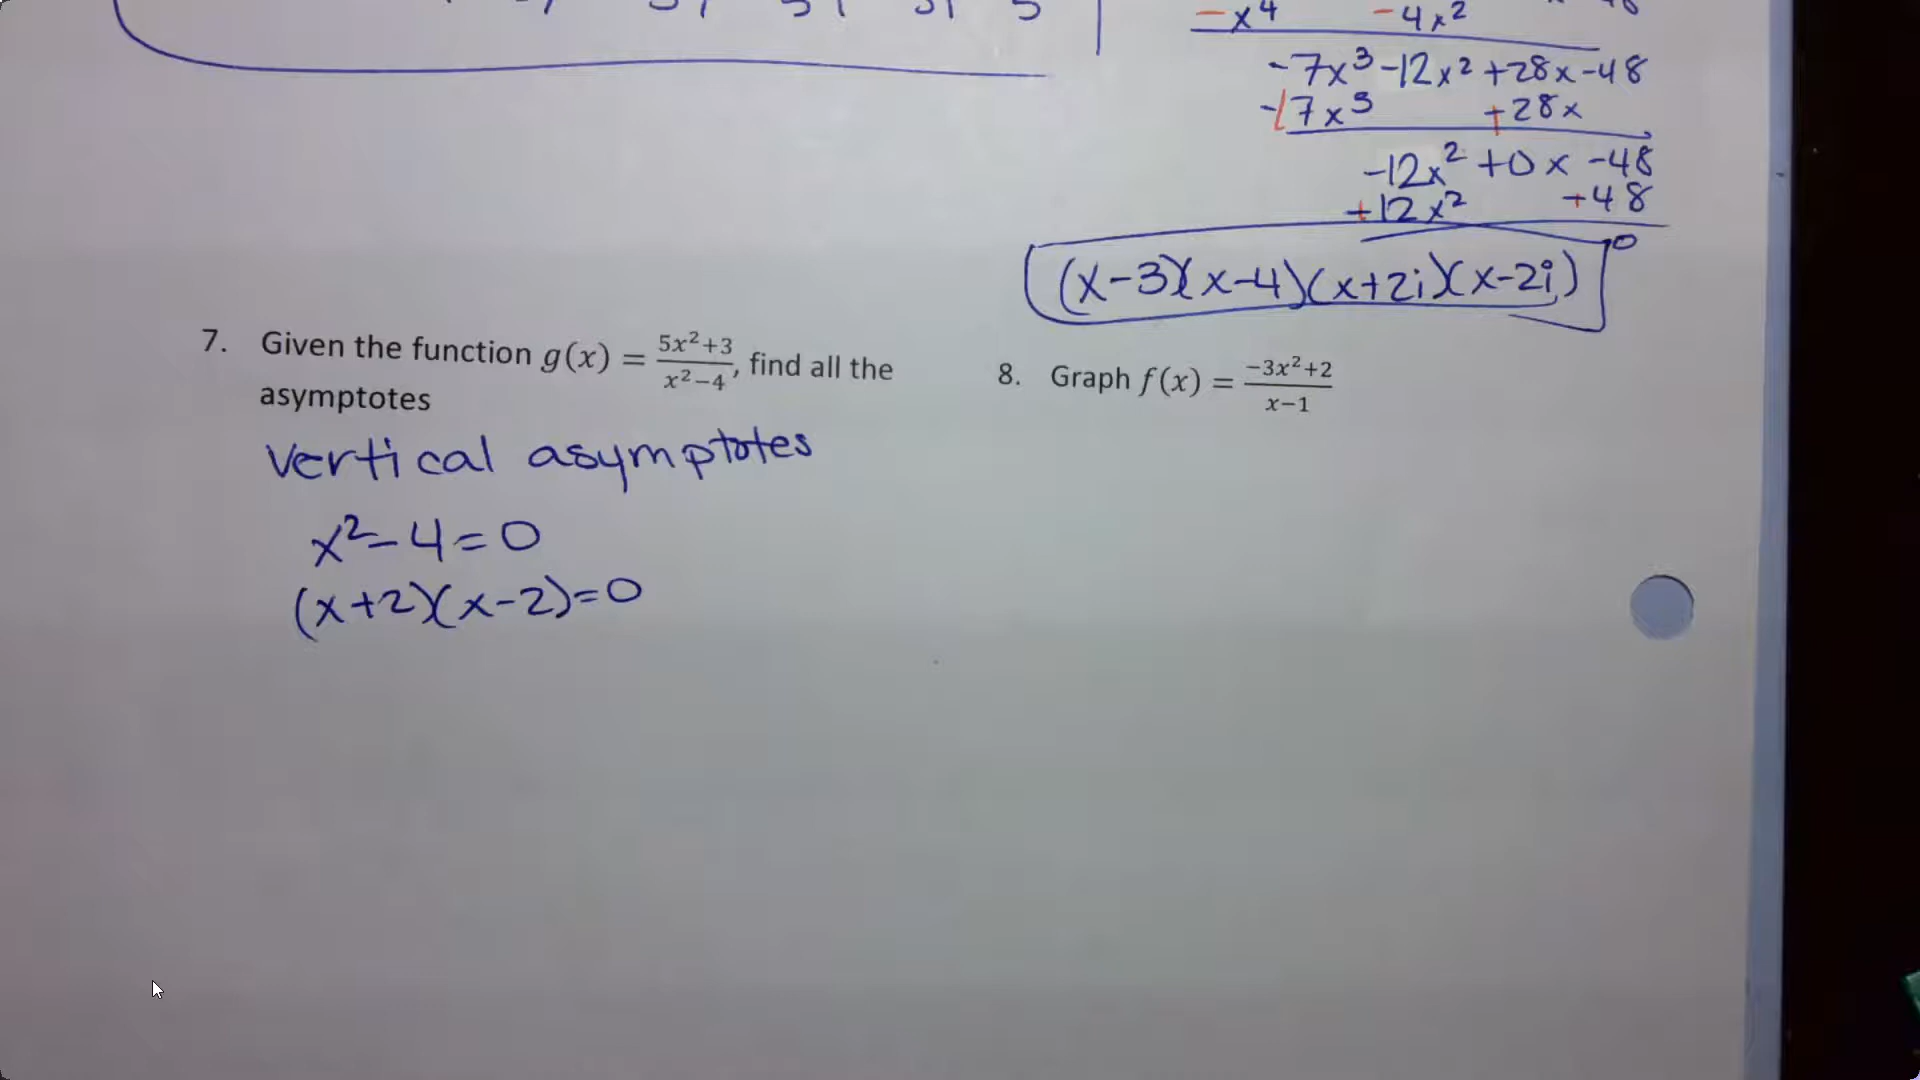 -x⁴ -4x²
-7x³ -12x² +28x -48
-7x³ +28x
-12x² +0x -48
+12x² +48
0
(x-3)(x-4)(x+2i)(x-2i)
7. Given the function g(x) = (5x²+3)/(x²-4), find all the
asymptotes
vertical asymptotes
x²-4=0
(x+2)(x-2)=0
8. Graph f(x) = (-3x²+2)/(x-1)